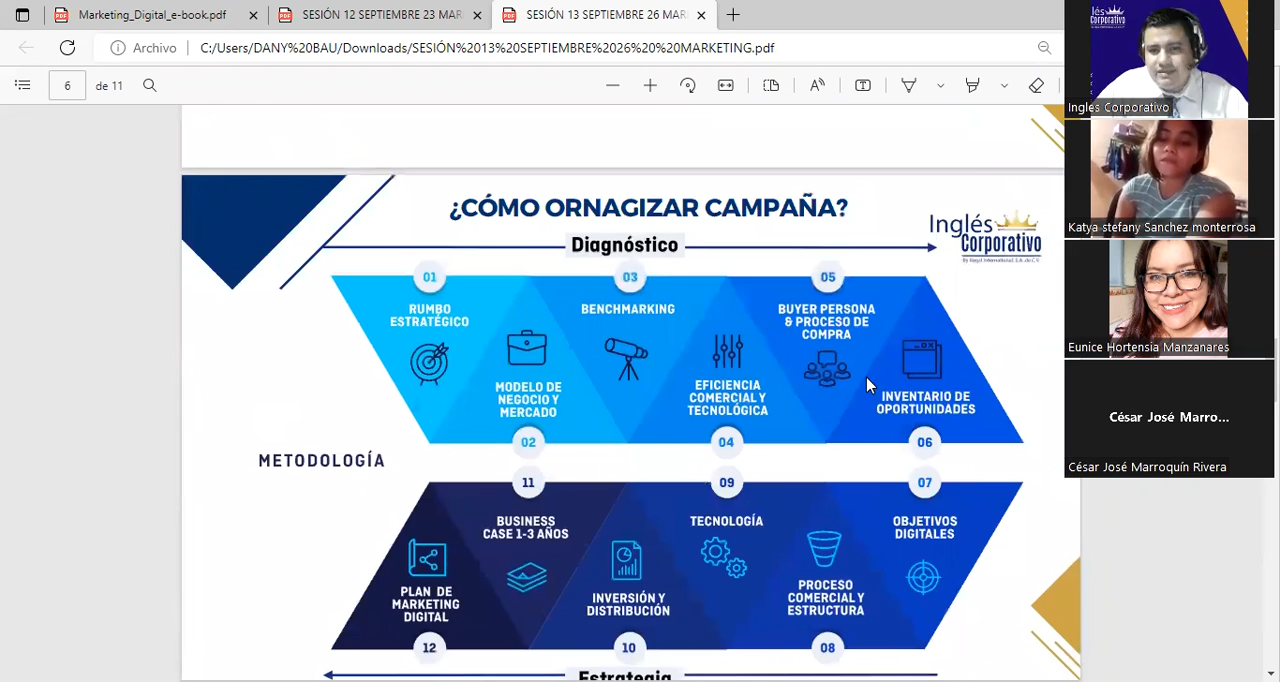 Marketing_Digital_e-book.pdf
SESIÓN 12 SEPTIEMBRE 23 MAR
SESIÓN 13 SEPTIEMBRE 26 MAR
Archivo
C:/Users/DANY%20BAU/Downloads/SESIÓN%2013%20SEPTIEMBRE%2026%20%20MARKETING.pdf
6 de 11
¿CÓMO ORNAGIZAR CAMPAÑA?
Inglés
Corporativo
Diagnóstico
01
RUMBO
ESTRATÉGICO
MODELO DE
NEGOCIO Y
MERCADO
02
03
BENCHMARKING
EFICIENCIA
COMERCIAL Y
TECNOLÓGICA
04
05
BUYER PERSONA
& PROCESO DE
COMPRA
INVENTARIO DE
OPORTUNIDADES
06
METODOLOGÍA
07
OBJETIVOS
DIGITALES
PROCESO
COMERCIAL Y
ESTRUCTURA
08
09
TECNOLOGÍA
INVERSIÓN Y
DISTRIBUCIÓN
10
11
BUSINESS
CASE 1-3 AÑOS
PLAN DE
MARKETING
DIGITAL
12
Estrategia
lés
Corporativo
Ingles Corporativo
Katya stefany Sanchez monterrosa
Eunice Hortensia Manzanares
César José Marro...
César José Marroquín Rivera